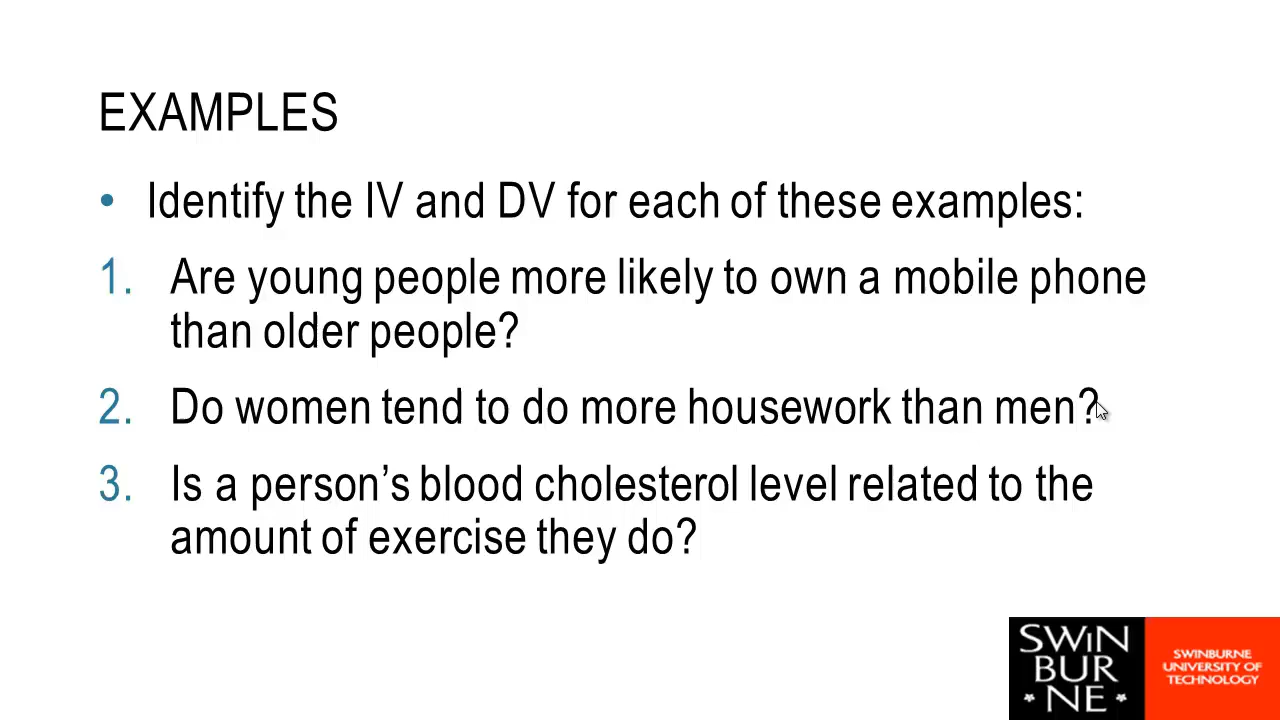 EXAMPLES
• Identify the IV and DV for each of these examples:
1. Are young people more likely to own a mobile phone
than older people?
2. Do women tend to do more housework than men?
3. Is a person’s blood cholesterol level related to the
amount of exercise they do?
SWIN
BUR
* NE *
SWINBURNE
UNIVERSITY OF
TECHNOLOGY